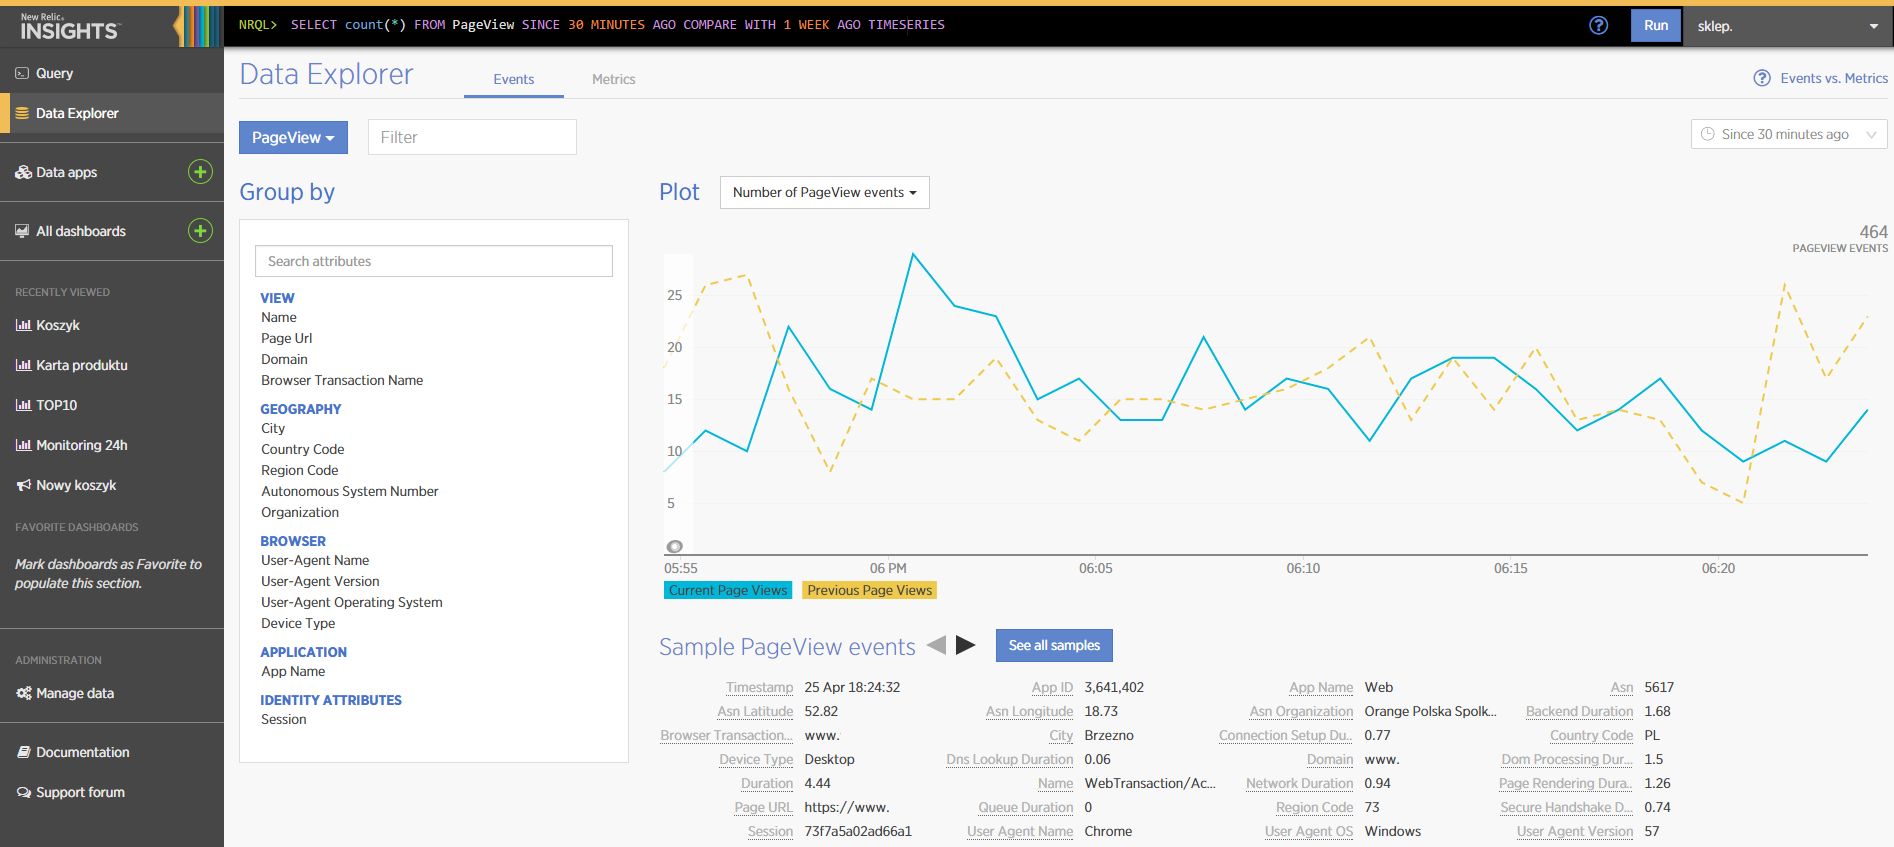 New Relic.
INSIGHTS™
NRQL> SELECT count(*) FROM PageView SINCE 30 MINUTES AGO COMPARE WITH 1 WEEK AGO TIMESERIES
?
Run
sklep.
Query
Data Explorer
Data apps
All dashboards
RECENTLY VIEWED
Koszyk
Karta produktu
TOP10
Monitoring 24h
Nowy koszyk
FAVORITE DASHBOARDS
Mark dashboards as Favorite to
populate this section.
ADMINISTRATION
Manage data
Documentation
Support forum
Data Explorer
Events
Metrics
? Events vs. Metrics
PageView
Filter
Since 30 minutes ago
Group by
Search attributes
VIEW
Name
Page Url
Domain
Browser Transaction Name
GEOGRAPHY
City
Country Code
Region Code
Autonomous System Number
Organization
BROWSER
User-Agent Name
User-Agent Version
User-Agent Operating System
Device Type
APPLICATION
App Name
IDENTITY ATTRIBUTES
Session
Plot
Number of PageView events
464
PAGEVIEW EVENTS
25
20
15
10
5
05:55 06 PM 06:05 06:10 06:15 06:20
Current Page Views Previous Page Views
Sample PageView events
See all samples
Timestamp 25 Apr 18:24:32 App ID 3,641,402 App Name Web Asn 5617
Asn Latitude 52.82 Asn Longitude 18.73 Asn Organization Orange Polska Spolk... Backend Duration 1.68
Browser Transaction... www. City Brzezno Connection Setup Du... 0.77 Country Code PL
Device Type Desktop Dns Lookup Duration 0.06 Domain www. Dom Processing Dur... 1.5
Duration 4.44 Name WebTransaction/Ac... Network Duration 0.94 Page Rendering Dura... 1.26
Page URL https://www. Queue Duration 0 Region Code 73 Secure Handshake D... 0.74
Session 73f7a5a02ad66a1 User Agent Name Chrome User Agent OS Windows User Agent Version 57